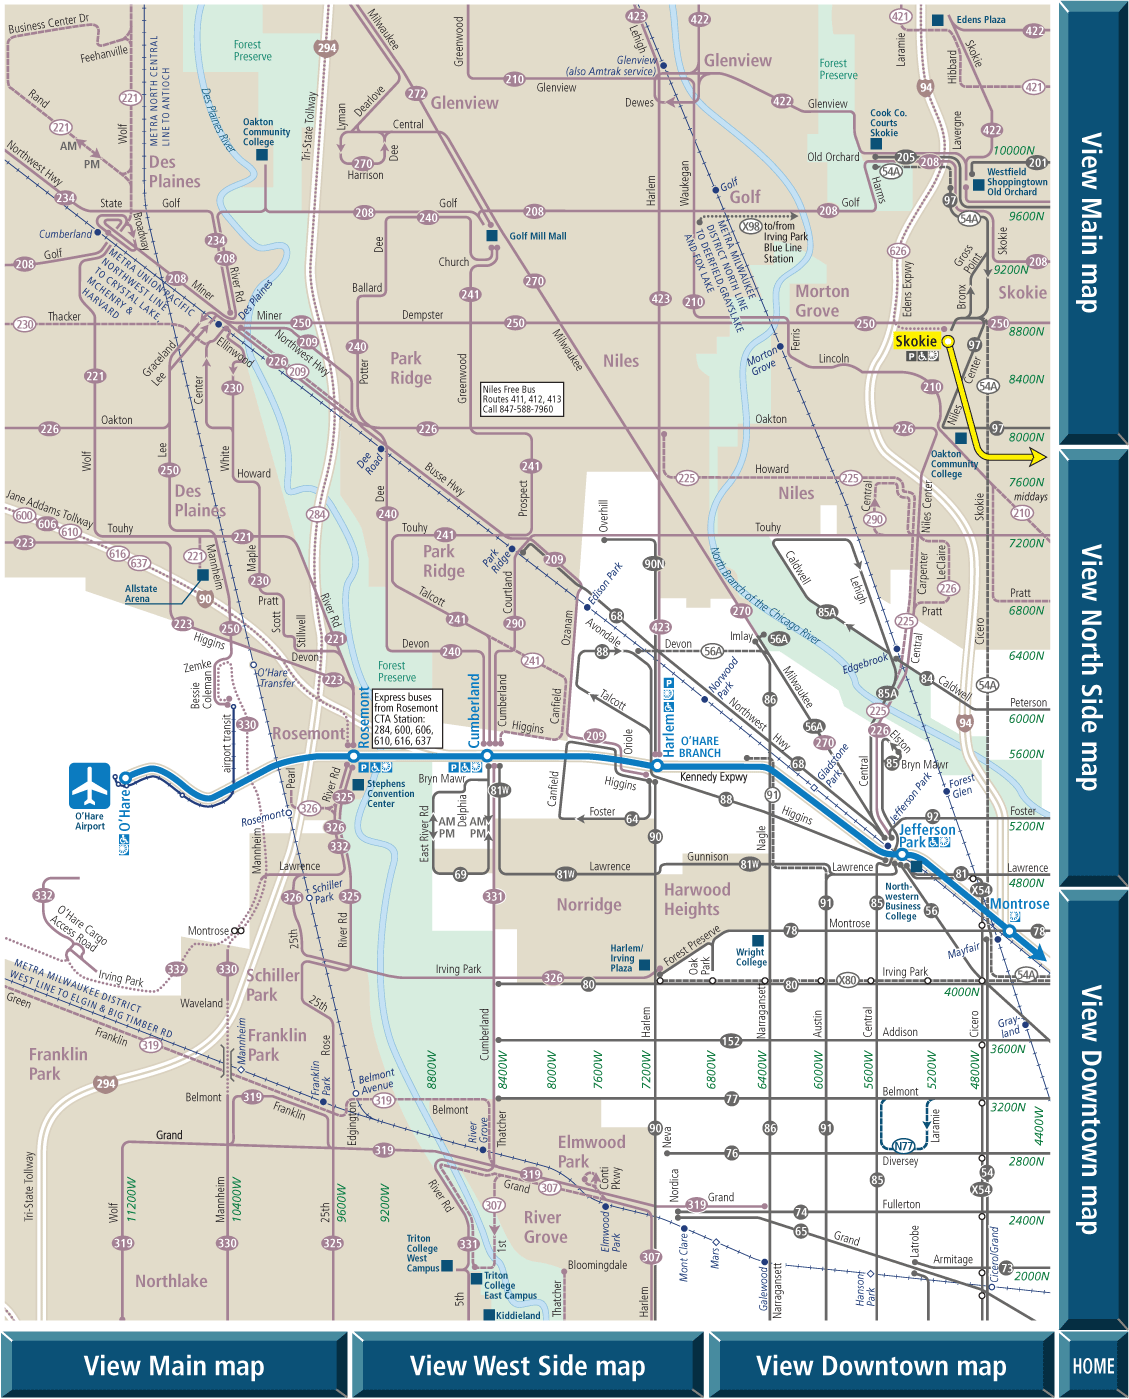 Business Center Dr
Feehanville
Rand
221
221
AM
PM
Wolf
METRA NORTH CENTRAL
LINE TO ANTIOCH
Forest
Preserve
Des Plaines River
Oakton
Community
College
294
Tri-State Tollway
Milwaukee
272
Dearlove
Lyman
Central
Dee
270
Harrison
Greenwood
Glenview
210
Glenview
423
Lehigh
422
Glenview
(also Amtrak service)
Glenview
Dewes
422
Glenview
Forest
Preserve
421
Laramie
Edens Plaza
Skokie
Hibbard
422
421
94
Cook Co.
Courts
Skokie
Lavergne
422
10000N
Old Orchard
205
208
201
54A
Harms
Westfield
Shoppingtown
Old Orchard
97
54A
9600N
Northwest Hwy
234
Des
Plaines
State
Golf
Cumberland
Broadway
Golf
208
208
240
Golf
208
Golf Mill Mall
Harlem
Waukegan
Golf
Golf
208
Golf
X98
to/from
Irving Park
Blue Line
Station
METRA MILWAUKEE
DISTRICT NORTH LINE
TO DEERFIELD, GRAYSLAKE
AND FOX LAKE
626
Edens Expwy
Gross
Point
Skokie
208
9200N
Skokie
METRA UNION PACIFIC
NORTHWEST LINE
TO CRYSTAL LAKE,
MCHENRY, &
HARVARD
208
Miner
234
208
River Rd
Des Plaines
Dee
Church
Ballard
241
270
423
210
Morton
Grove
Bronx
230
Thacker
Miner
250
209
Dempster
250
250
250
8800N
Graceland
Lee
Ellinwood
Northwest Hwy
226
209
240
Potter
Park
Ridge
Greenwood
Milwaukee
Niles
Ferris
Morton
Grove
Lincoln
Skokie
97
Center
210
54A
8400N
221
Center
230
Niles Free Bus
Routes 411, 412, 413
Call 847-588-7960
Niles
226
Oakton
226
Oakton
226
97
8000N
Oakton
Community
College
Wolf
Lee
White
250
Howard
Dee
Road
Busse Hwy
241
Prospect
225
Howard
Niles
225
7600N
middays
210
Des
Plaines
Jane Addams Tollway
600
606
610
616
637
284
Dee
240
Overhill
Central
290
Niles Center
Skokie
223
Touhy
221
Touhy
241
Touhy
7200N
221
Mannheim
Maple
230
Allstate
Arena
90
Park
Ridge
Park
Ridge
209
90N
Caldwell
Lehigh
North Branch of the Chicago River
Carpenter
LeClaire
226
Pratt
Pratt
6800N
223
Higgins
250
Pratt
Scott
Stillwell
River Rd
221
Talcott
241
Courtland
290
Ozanam
Edison Park
68
423
270
Imlay
56A
85A
225
Central
Cicero
Zemke
Bessie
Coleman
O'Hare
Transfer
Devon
223
Forest
Preserve
Devon
240
241
Avondale
88
Devon
56A
Edgebrook
6400N
84
Caldwell
54A
Peterson
6000N
330
airport transit
Rosemont
Rosemont
Express buses
from Rosemont
CTA Station:
284, 600, 606,
610, 616, 637
Cumberland
Cumberland
Canfield
Higgins
Talcott
209
Oriole
Harlem
O'HARE
BRANCH
Norwood
Park
Northwest
Hwy
86
Milwaukee
56A
270
85A
225
226
Elston
94
5600N
O'Hare
Airport
O'Hare
Pearl
River Rd
325
Stephens
Convention
Center
Bryn Mawr
81W
Delphia
East River Rd
AM
PM
AM
PM
Canfield
Higgins
Kennedy Expwy
88
68
91
Gladstone
Park
Central
85
Bryn Mawr
Jefferson Park
Forest
Glen
Rosemont
326
326
332
Foster
64
90
Higgins
Nagle
92
Foster
5200N
Jefferson
Park
Mannheim
Lawrence
69
81W
Lawrence
Gunnison
81W
Lawrence
81
Lawrence
4800N
332
O'Hare Cargo
Access Road
Schiller
Park
326
325
331
Norridge
Harwood
Heights
91
85
North-
western
Business
College
56
X54
Montrose
Montrose
25th
River Rd
Harlem/
Irving
Plaza
Forest Preserve
Oak
Park
Wright
College
78
Montrose
78
Mayfair
332
Irving Park
330
Schiller
Park
Irving Park
326
80
80
X80
Irving Park
54A
4000N
METRA MILWAUKEE DISTRICT
WEST LINE TO ELGIN & BIG TIMBER RD
Green
Franklin
319
Waveland
Mannheim
25th
Rose
Franklin
Park
Cumberland
Harlem
Narragansett
Austin
Central
Addison
Cicero
Gray-
land
152
3600N
Franklin
Park
294
Franklin
Park
Belmont
Avenue
8800W
8400W
8000W
7600W
7200W
6800W
6400W
6000W
5600W
5200W
4800W
4400W
Belmont
319
Franklin
319
Belmont
77
Belmont
3200N
Edgington
River
Grove
Thatcher
90
Neva
86
91
Laramie
N77
Grand
319
Elmwood
Park
76
Diversey
2800N
Tri-State Tollway
Wolf
11200W
Mannheim
10400W
25th
9600W
9200W
River Rd
319
Grand
307
Conti
Pkwy
Nordica
85
54
X54
307
River
Grove
Elmwood
Park
319
Grand
74
Fullerton
65
Grand
2400N
319
330
325
Triton
College
West
Campus
331
1st
Mont Clare
Mars
Latrobe
Armitage
Cicero/Grand
73
2000N
Northlake
5th
Triton
College
East Campus
Kiddieland
Bloomingdale
Thatcher
307
Harlem
Galewood
Narragansett
Hanson
Park
View Main map
View North Side map
View Downtown map
View Main map
View West Side map
View Downtown map
HOME